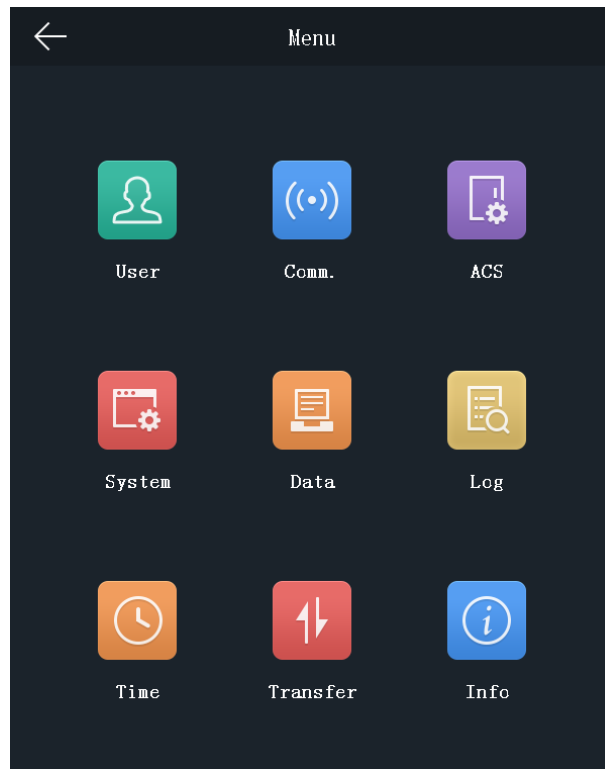 Menu
User Comm. ACS
System Data Log
Time Transfer Info